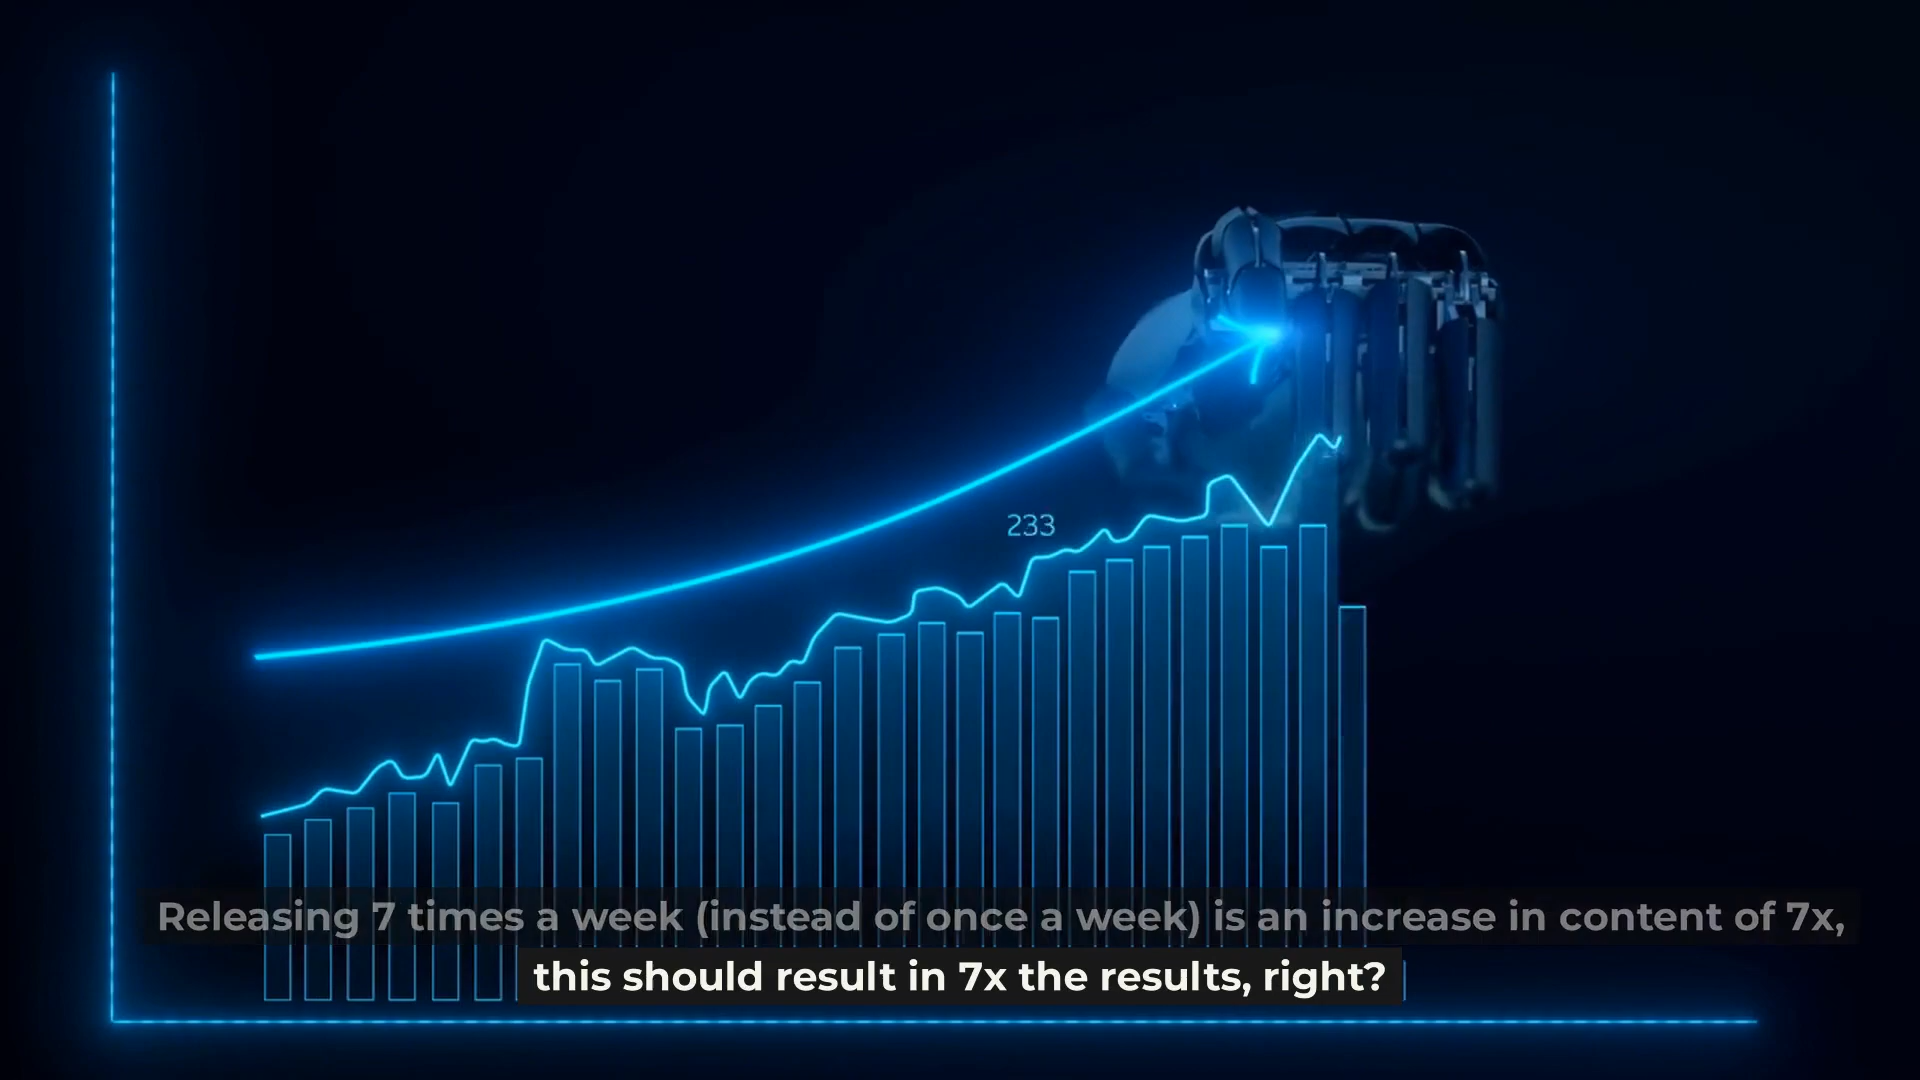 233
Releasing 7 times a week (instead of once a week) is an increase in content of 7x,
this should result in 7x the results, right?